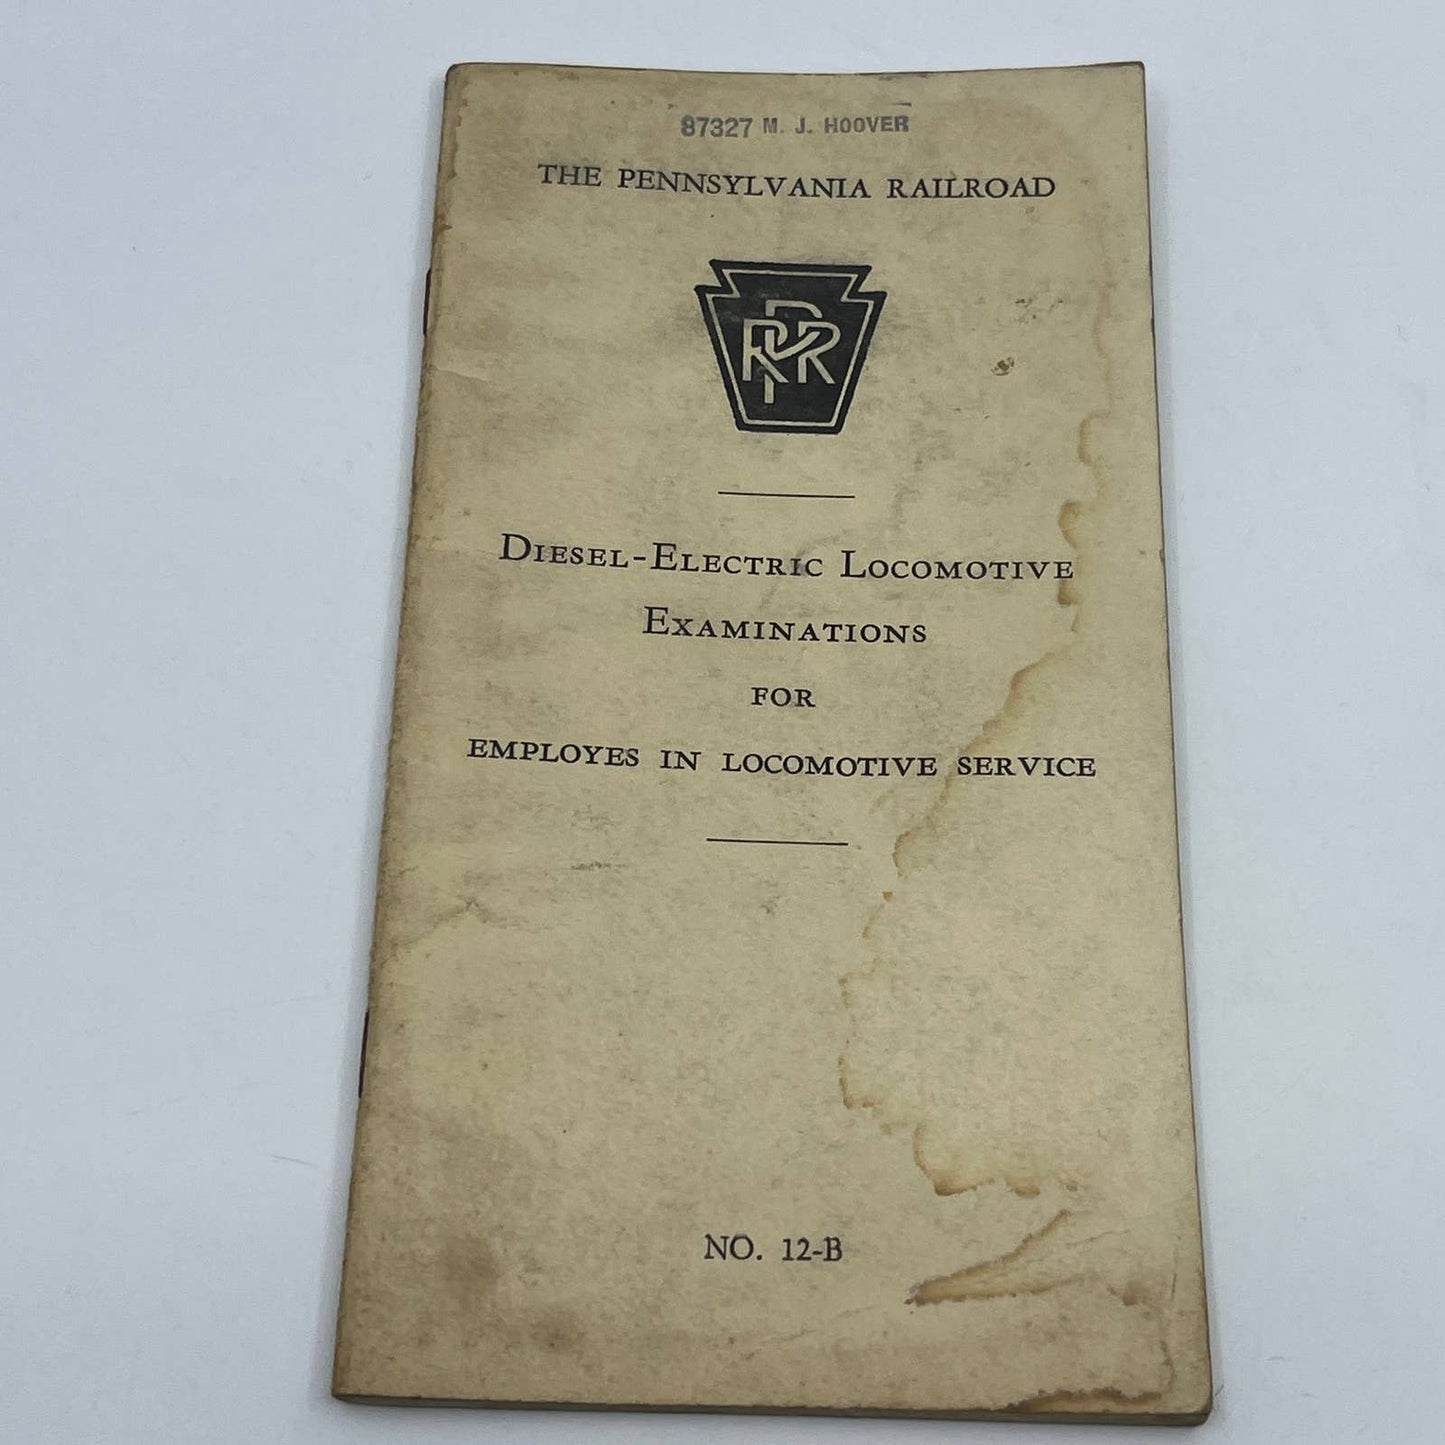 87327 M. J. HOOVER
THE PENNSYLVANIA RAILROAD
PRR
DIESEL-ELECTRIC LOCOMOTIVE
EXAMINATIONS
FOR
EMPLOYES IN LOCOMOTIVE SERVICE
NO. 12-B